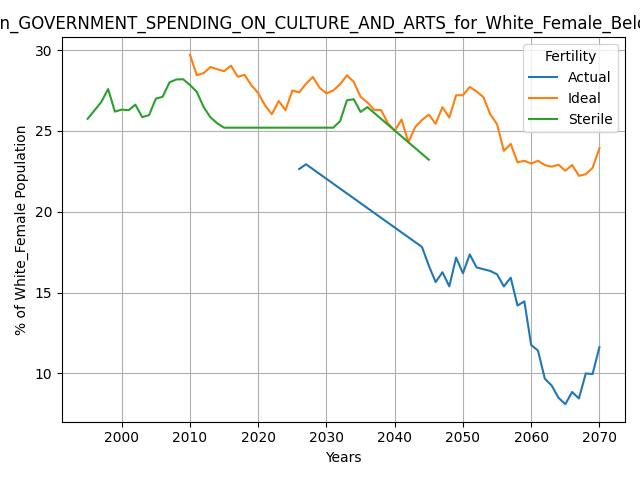 n_GOVERNMENT_SPENDING_ON_CULTURE_AND_ARTS_for_White_Female_Belo
30
25
20
15
10
% of White_Female Population
Fertility
Actual
Ideal
Sterile
2000 2010 2020 2030 2040 2050 2060 2070
Years